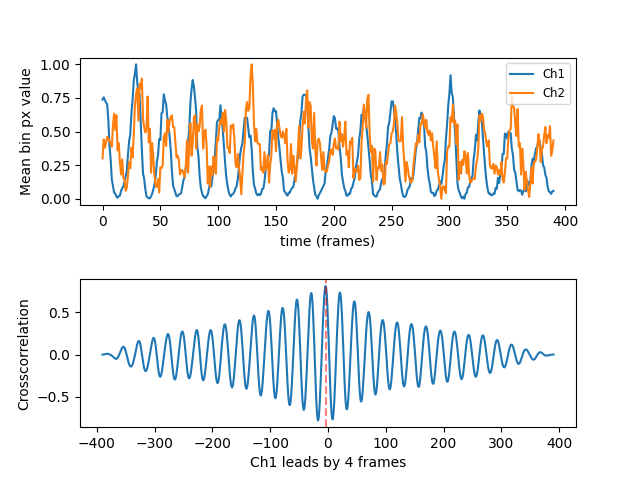 1.00
0.75
0.50
0.25
0.00
Mean bin px value
Ch1
Ch2
0 50 100 150 200 250 300 350 400
time (frames)
0.5
0.0
−0.5
Crosscorrelation
−400 −300 −200 −100 0 100 200 300 400
Ch1 leads by 4 frames